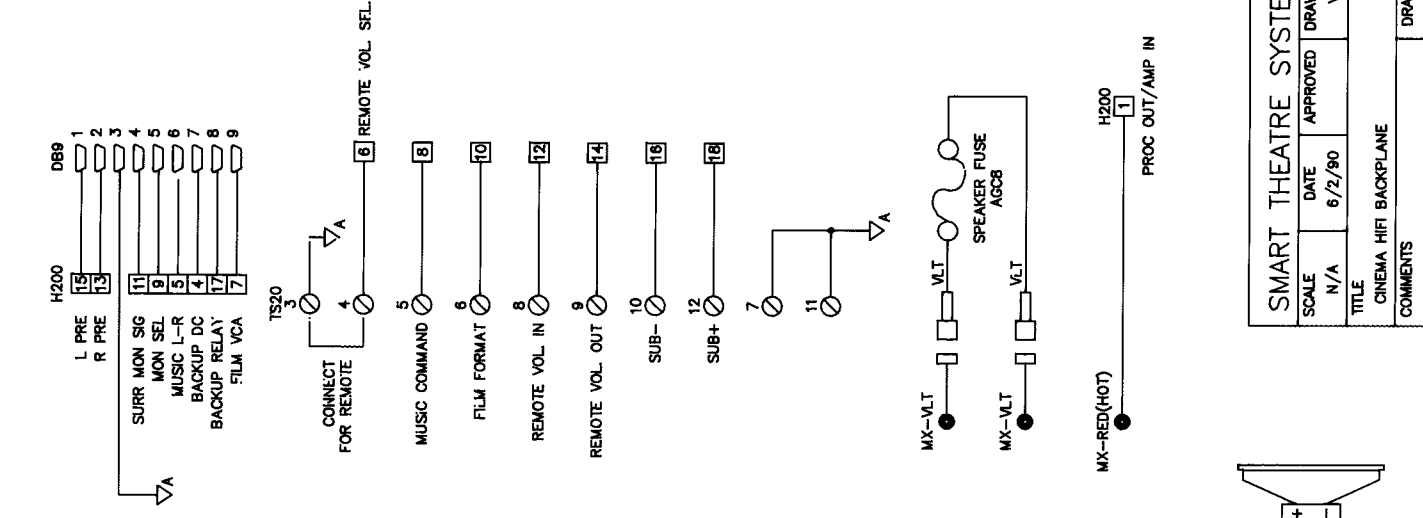 DB9
1
2
3
4
5
6
7
8
9
H200
15
13
11
9
5
4
17
7
L PRE
R PRE
SURR MON SIG
MON SEL
MUSIC L-R
BACKUP DC
BACKUP RELAY
FILM VCA
A
TS20
3
A
4
6 REMOTE VOL. SEL.
CONNECT
FOR REMOTE
MUSIC COMMAND 5
8
FILM FORMAT 6
10
REMOTE VOL IN 8
12
REMOTE VOL. OUT 9
14
SUB- 10
16
SUB+ 12
18
7
11
A
MX-VLT
VLT
SPEAKER FUSE
AGC8
MX-VLT
VLT
MX-RED(HOT)
H200
1
PROC OUT/AMP IN
SMART THEATRE SYSTE
SCALE
N/A
DATE
6/2/90
APPROVED
DRA
TITLE
CINEMA HIFI BACKPLANE
COMMENTS
DRA
+
-